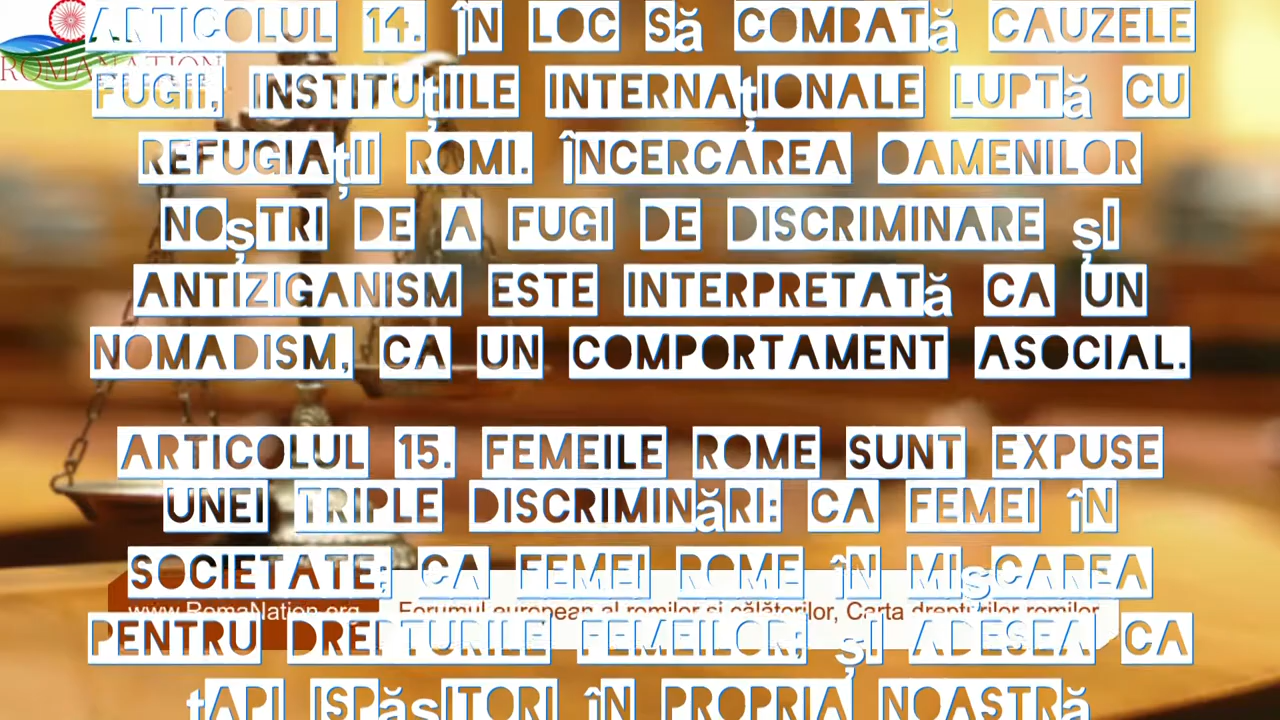 ARTICOLUL 14. ÎN LOC Să COMBATă CAUZELE
ROMANATION
FUGII, INSTITUțIILE INTERNAțIONALE LUPTă CU
REFUGIAțII ROMI. ÎNCERCAREA OAMENILOR
NOșTRI DE A FUGI DE DISCRIMINARE șI
ANTIZIGANISM ESTE INTERPRETATă CA UN
NOMADISM, CA UN COMPORTAMENT ASOCIAL.
ARTICOLUL 15. FEMEILE ROME SUNT EXPUSE
UNEI TRIPLE DISCRIMINăRI: CA FEMEI ÎN
SOCIETATE; CA FEMEI ROME ÎN MIșCAREA
www.RomaNation.org Forumul european al romilor și călătorilor, Carta drepturilor romilor
PENTRU DREPTURILE FEMEILOR; șI ADESEA CA
țAPI ISPășITORI ÎN PROPRIA NOASTRă